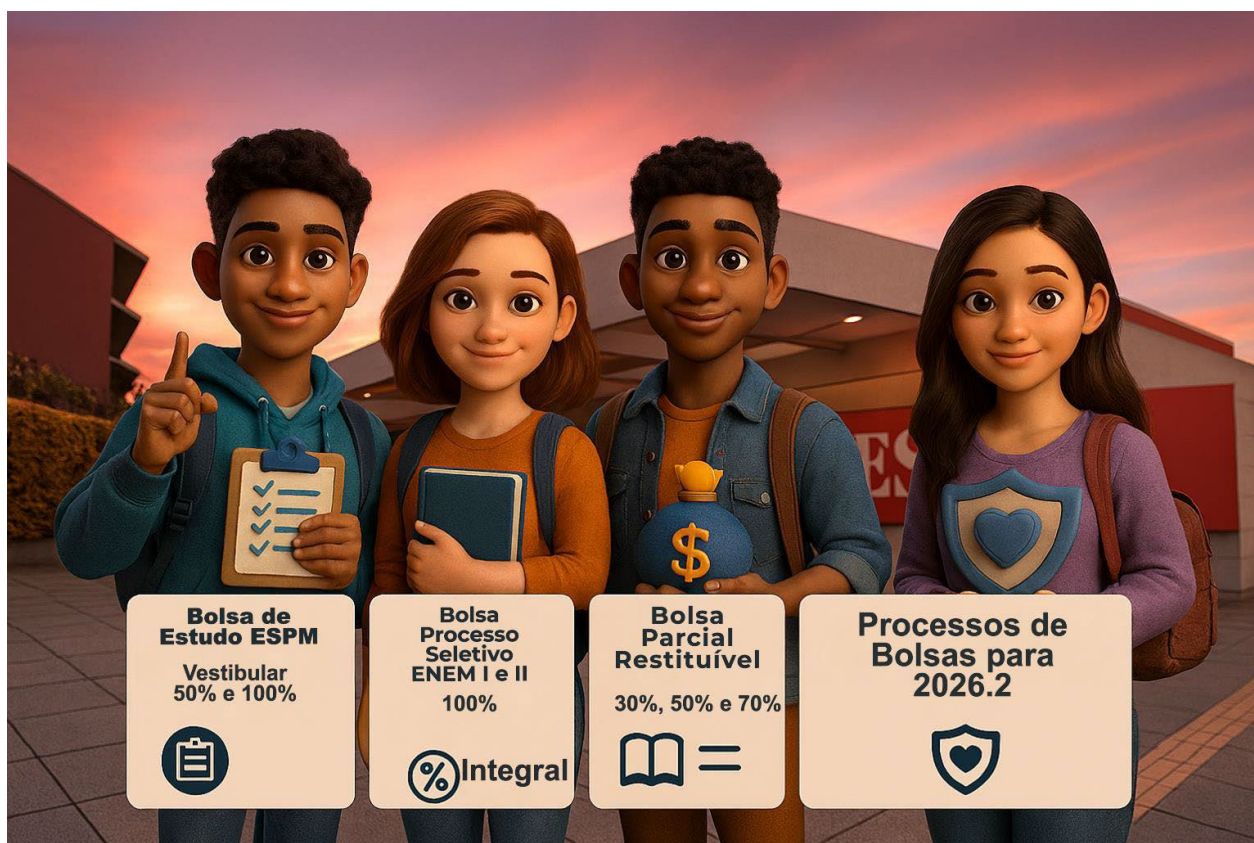 ES
Bolsa de
Estudo ESPM
Vestibular
50% e 100%
Bolsa
Processo
Seletivo
ENEM I e II
100%
%Integral
Bolsa
Parcial
Restituível
30%, 50% e 70%
Processos de
Bolsas para
2026.2
$